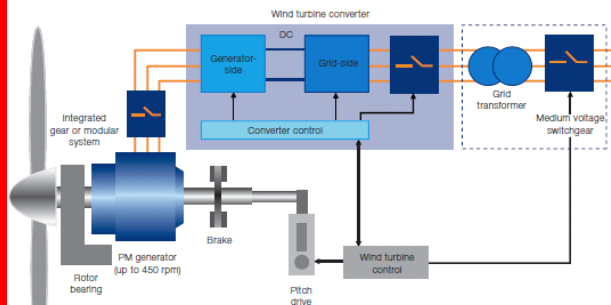 Wind turbine converter
DC
Generator-
side
Grid-side
Converter control
Grid
transformer
Medium voltage
switchgear
Integrated
gear or modular
system
Rotor
bearing
PM generator
(up to 450 rpm)
Brake
Pitch
drive
Wind turbine
control